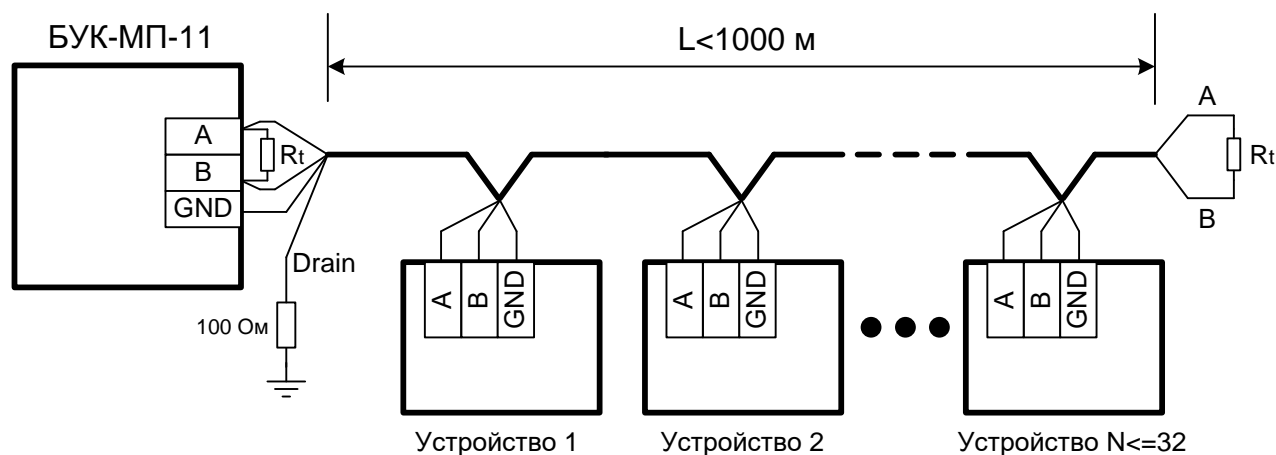 БУК-МП-11
L<1000 м
A
B
GND
Rt
A
B
Rt
Drain
100 Ом
A
B
GND
A
B
GND
A
B
GND
Устройство 1
Устройство 2
Устройство N<=32